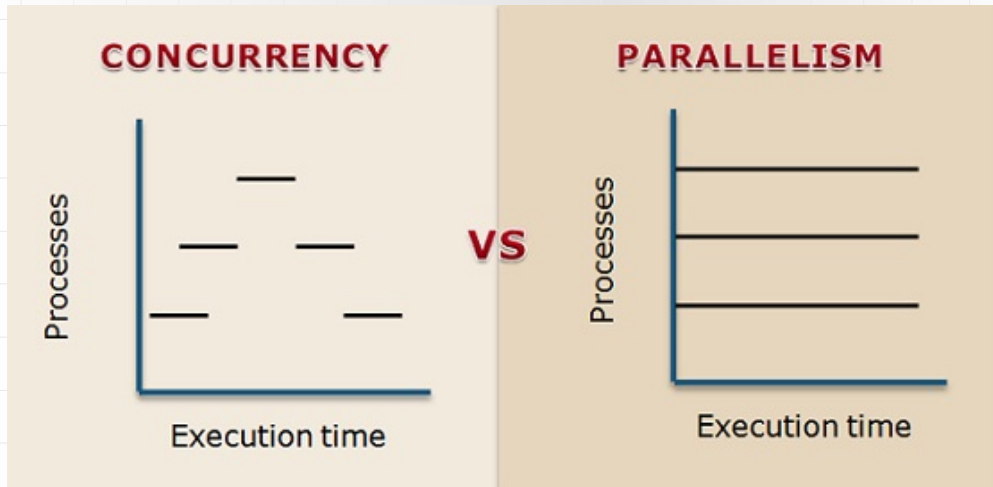 CONCURRENCY
Processes
Execution time
VS
PARALLELISM
Processes
Execution time